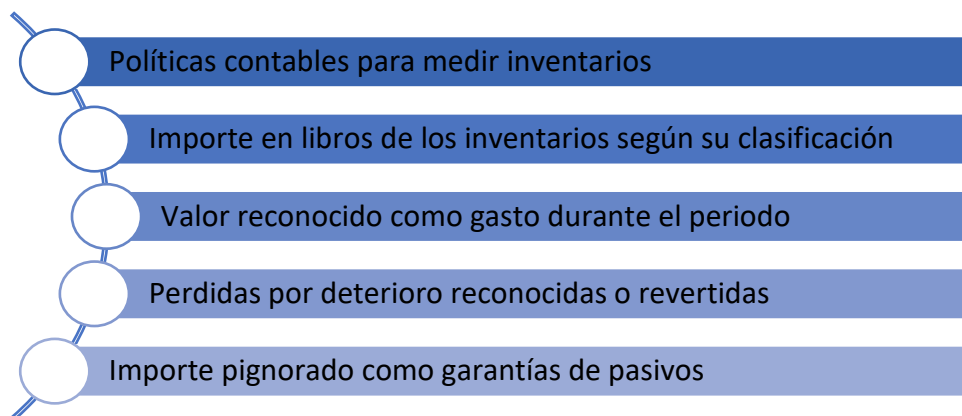 Políticas contables para medir inventarios
Importe en libros de los inventarios según su clasificación
Valor reconocido como gasto durante el periodo
Perdidas por deterioro reconocidas o revertidas
Importe pignorado como garantías de pasivos